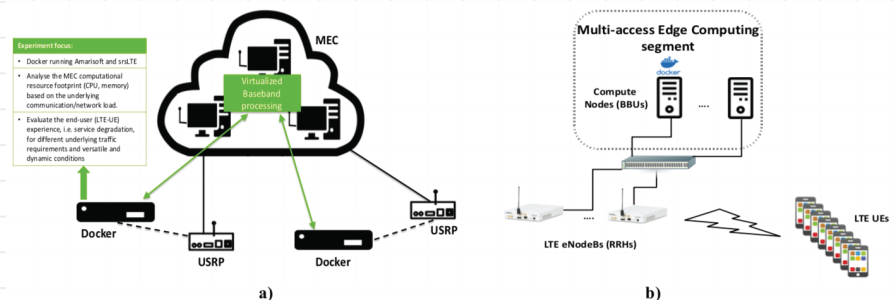 Experiment focus:
• Docker running Amarisoft and srsLTE
• Analyse the MEC computational
resource footprint (CPU, memory)
based on the underlying
communication/network load.
• Evaluate the end-user (LTE-UE)
experience, i.e. service degradation,
for different underlying traffic
requirements and versatile and
dynamic conditions
MEC
Virtualized
Baseband
processing
Docker
USRP
Docker
USRP
a)
Multi-access Edge Computing
segment
docker
Compute
Nodes (BBUs)
....
....
LTE eNodeBs (RRHs)
LTE UEs
b)